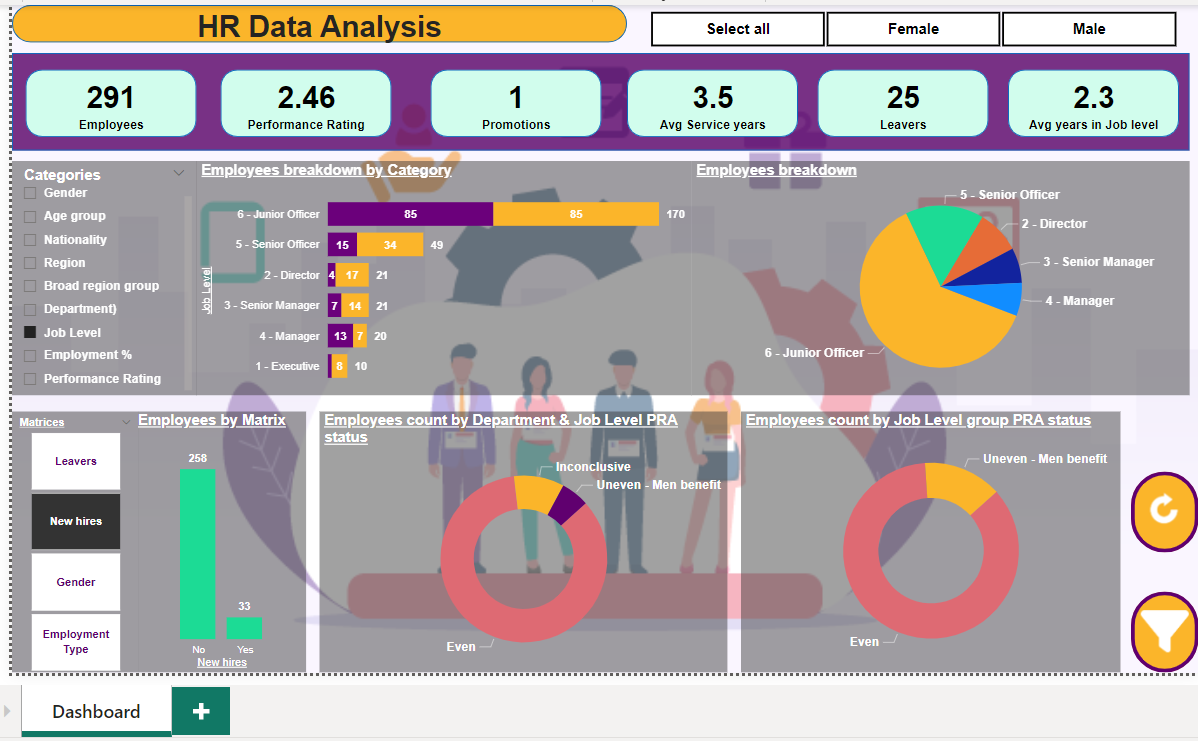 HR Data Analysis
Select all
Female
Male
291
Employees
2.46
Performance Rating
1
Promotions
3.5
Avg Service years
25
Leavers
2.3
Avg years in Job level
Categories
Gender
Age group
Nationality
Region
Broad region group
Department)
Job Level
Employment %
Performance Rating
Employees breakdown by Category
Job Level
6 - Junior Officer 85 85 170
5 - Senior Officer 15 34 49
2 - Director 4 17 21
3 - Senior Manager 7 14 21
4 - Manager 13 7 20
1 - Executive 8 10
Employees breakdown
5 - Senior Officer
2 - Director
3 - Senior Manager
4 - Manager
6 - Junior Officer
Matrices
Leavers
New hires
Gender
Employment
Type
Employees by Matrix
258
33
No Yes
New hires
Employees count by Department & Job Level PRA
status
Inconclusive
Uneven - Men benefit
Even
Employees count by Job Level group PRA status
Uneven - Men benefit
Even
Dashboard
+